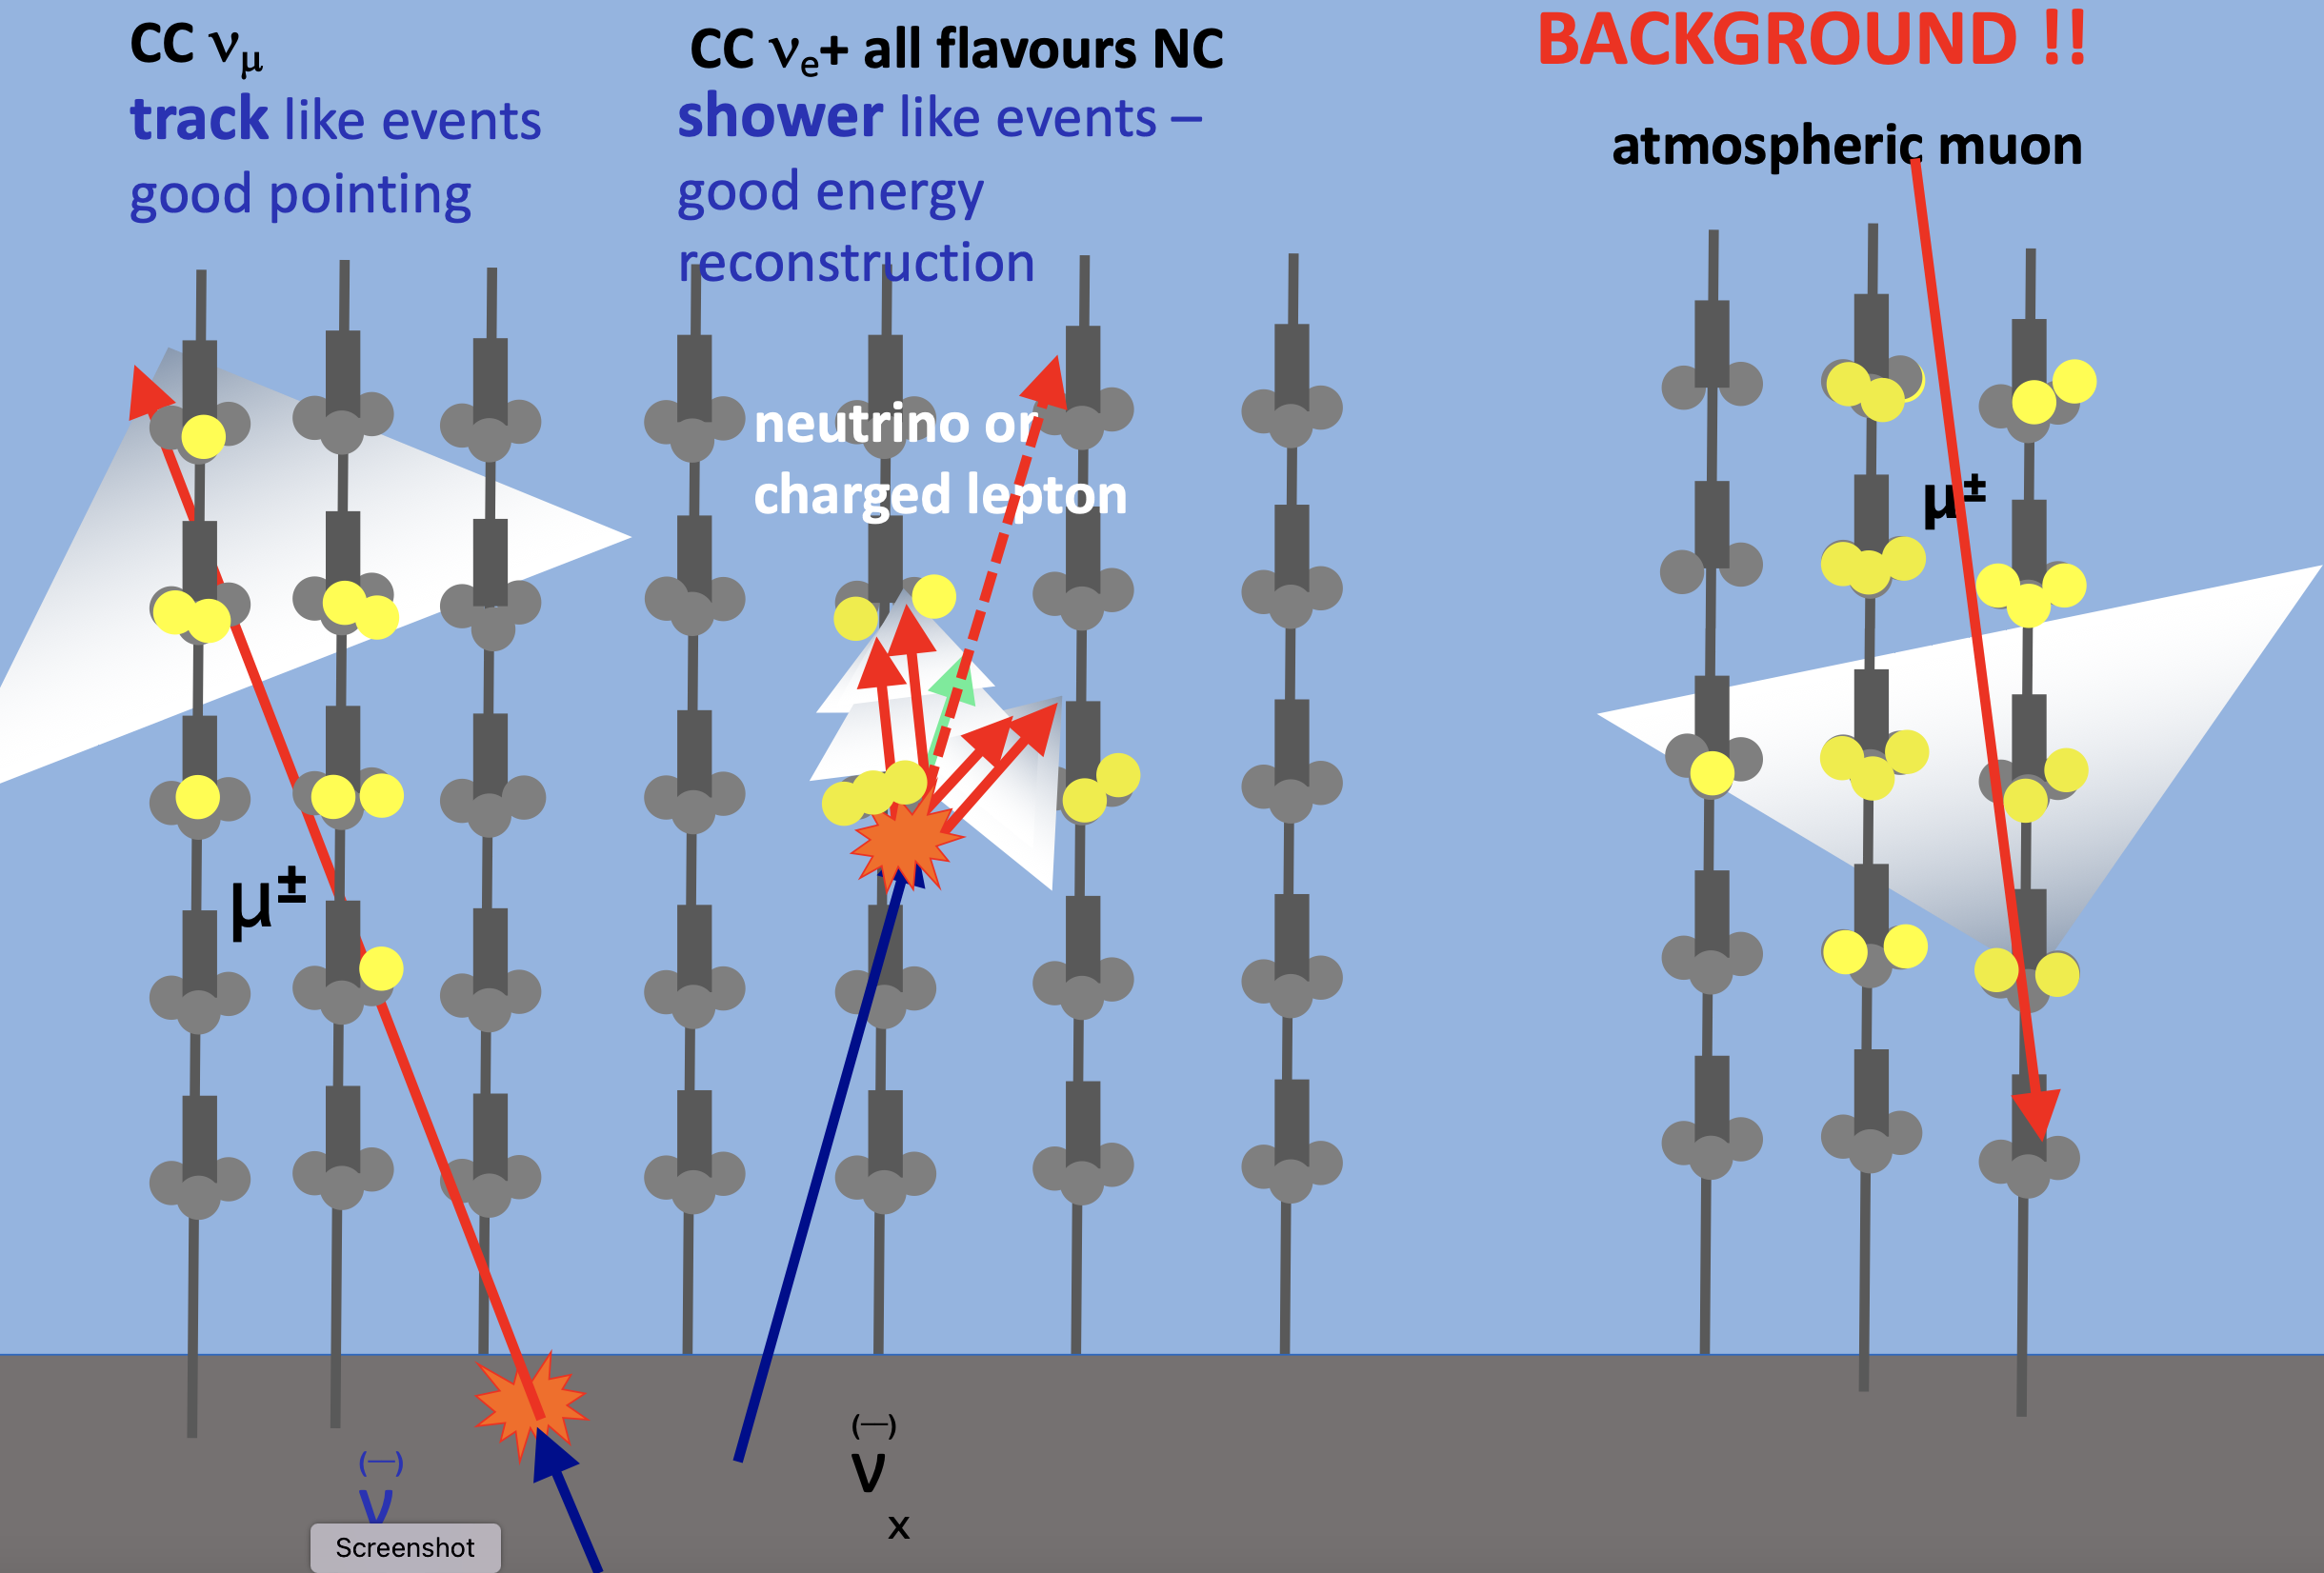 CC νμ
track like events
good pointing
CC νe+ all flavours NC
shower like events –
good energy
reconstruction
BACKGROUND !!
atmospheric muon
neutrino or
charged lepton
μ±
μ±
(—)
ν
(—)
ν
x
Screenshot